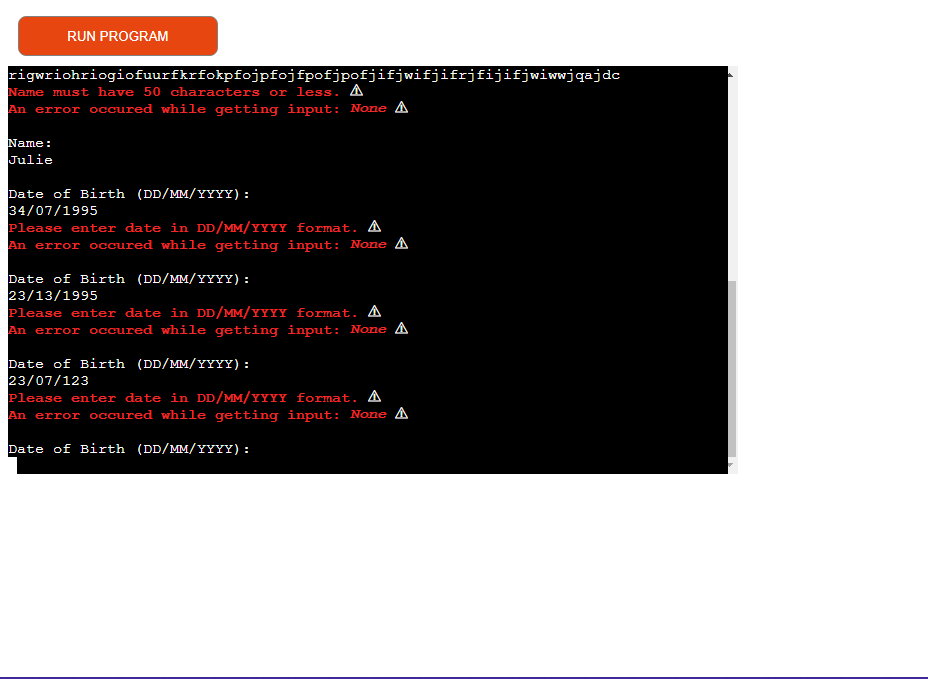 RUN PROGRAM
rigwriohriogiofuurfkrfokpfojpfojfpofjpofjifjwifjifrjfijifjwiwwjqajdc
Name must have 50 characters or less. ⚠
An error occured while getting input: None ⚠
Name:
Julie
Date of Birth (DD/MM/YYYY):
34/07/1995
Please enter date in DD/MM/YYYY format. ⚠
An error occured while getting input: None ⚠
Date of Birth (DD/MM/YYYY):
23/13/1995
Please enter date in DD/MM/YYYY format. ⚠
An error occured while getting input: None ⚠
Date of Birth (DD/MM/YYYY):
23/07/123
Please enter date in DD/MM/YYYY format. ⚠
An error occured while getting input: None ⚠
Date of Birth (DD/MM/YYYY):